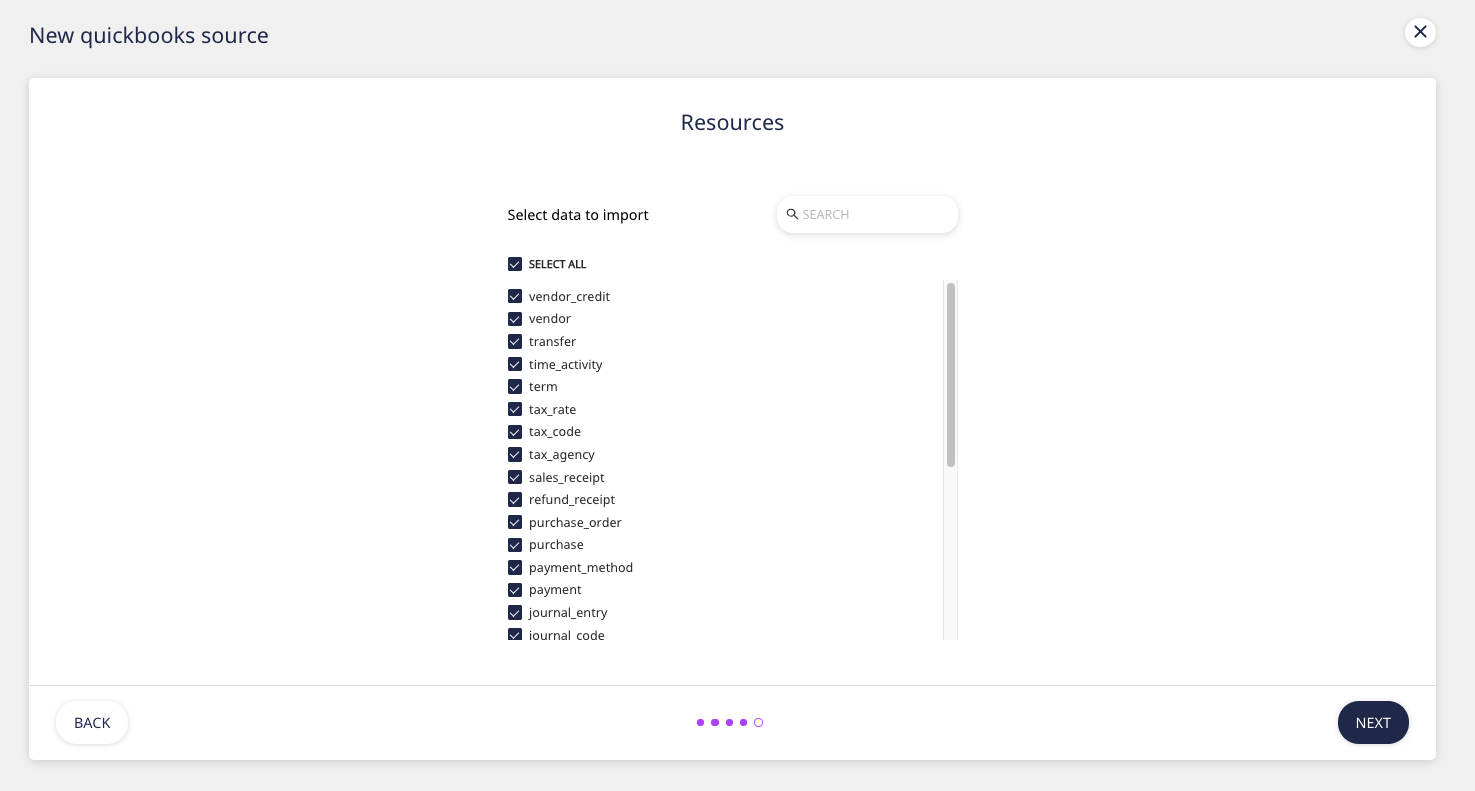 New quickbooks source
Resources
Select data to import
SEARCH
SELECT ALL
vendor_credit
vendor
transfer
time_activity
term
tax_rate
tax_code
tax_agency
sales_receipt
refund_receipt
purchase_order
purchase
payment_method
payment
journal_entry
journal_code
BACK
NEXT